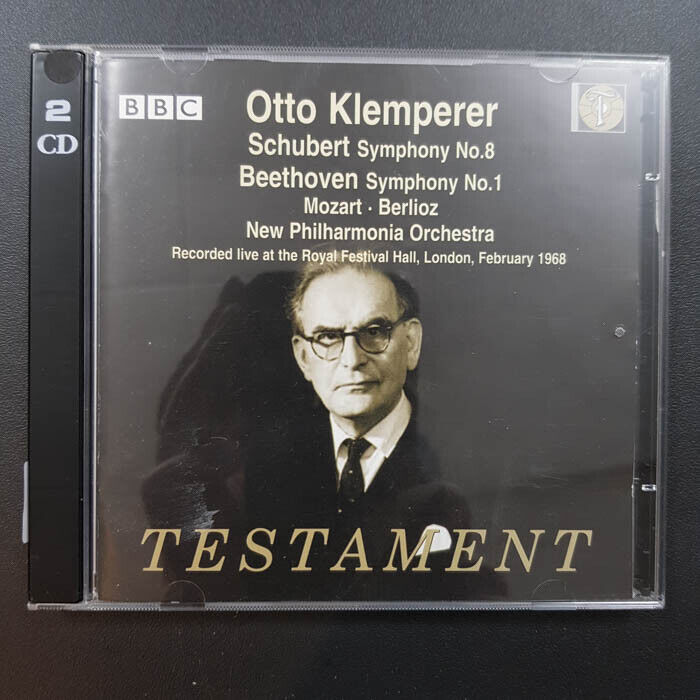 2
CD
BBC
Otto Klemperer
Schubert Symphony No.8
Beethoven Symphony No.1
Mozart · Berlioz
New Philharmonia Orchestra
Recorded live at the Royal Festival Hall, London, February 1968
TESTAMENT